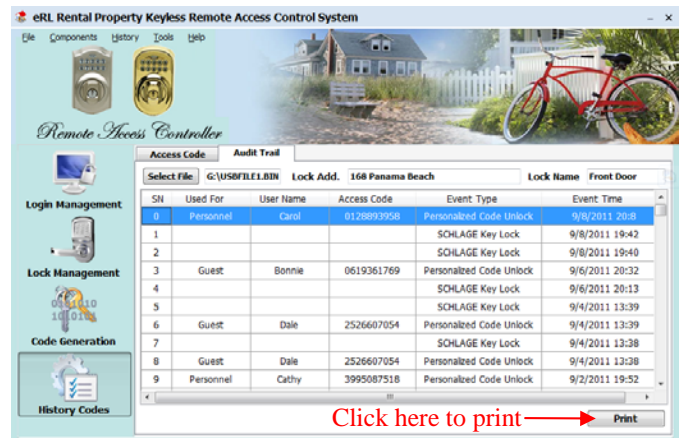 eRL Rental Property Keyless Remote Access Control System
File Components History Tools Help
Remote Access Controller
Login Management
Lock Management
Code Generation
History Codes
Access Code Audit Trail
Select File G:\USBFILE1.BIN Lock Add. 168 Panama Beach Lock Name Front Door
SN Used For User Name Access Code Event Type Event Time
0 Personnel Carol 0128893958 Personalized Code Unlock 9/8/2011 20:8
1 SCHLAGE Key Lock 9/8/2011 19:42
2 SCHLAGE Key Lock 9/8/2011 19:40
3 Guest Bonnie 0619361769 Personalized Code Unlock 9/6/2011 20:32
4 SCHLAGE Key Lock 9/6/2011 20:13
5 SCHLAGE Key Lock 9/4/2011 13:39
6 Guest Dale 2526607054 Personalized Code Unlock 9/4/2011 13:39
7 SCHLAGE Key Lock 9/4/2011 13:38
8 Guest Dale 2526607054 Personalized Code Unlock 9/4/2011 13:38
9 Personnel Cathy 3995087518 Personalized Code Unlock 9/2/2011 19:52
Click here to print Print